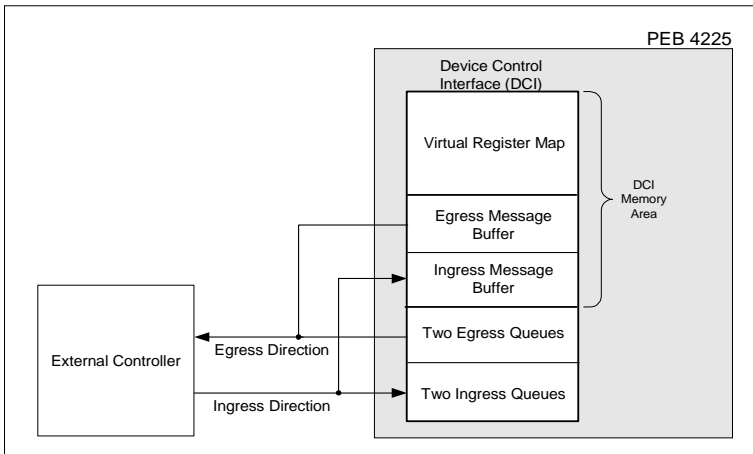 PEB 4225
Device Control
Interface (DCI)
Virtual Register Map
DCI
Memory
Area
Egress Message
Buffer
Ingress Message
Buffer
Two Egress Queues
Egress Direction
External Controller
Two Ingress Queues
Ingress Direction